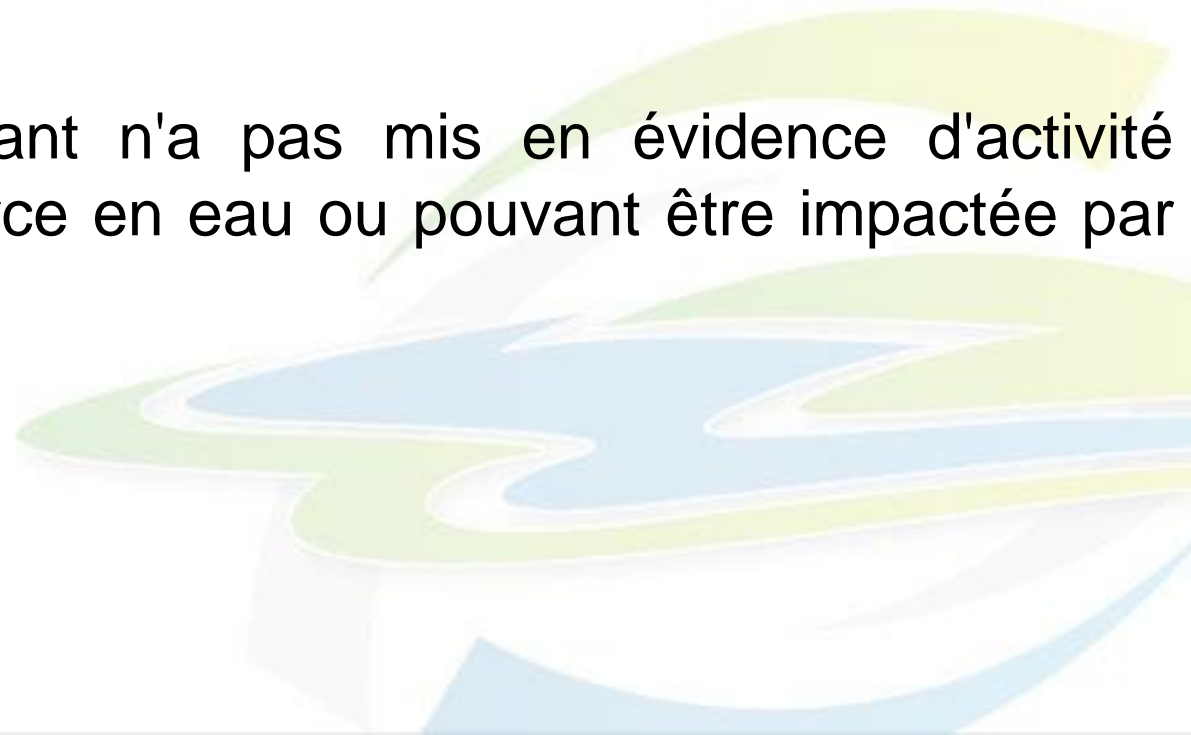 ant n'a pas mis en évidence d'activité
ce en eau ou pouvant être impactée par